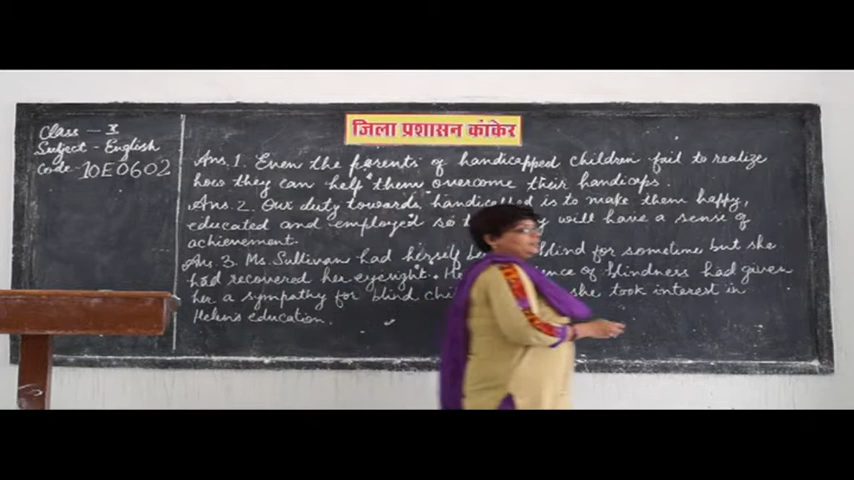 जिला प्रशासन कांकेर
Class - X
Subject - English
Code - 10E0602
Ans. 1. Even the parents of handicapped children fail to realize
how they can help them overcome their handicaps.
Ans. 2. Our duty towards handicapped is to make them happy,
educated and employed so will have a sense of
achievement.
Ans. 3. Ms. Sullivan had herself blind for sometime but she
had recovered her eyesight. of blindness had given
her a sympathy for blind she took interest in
Helen's education.